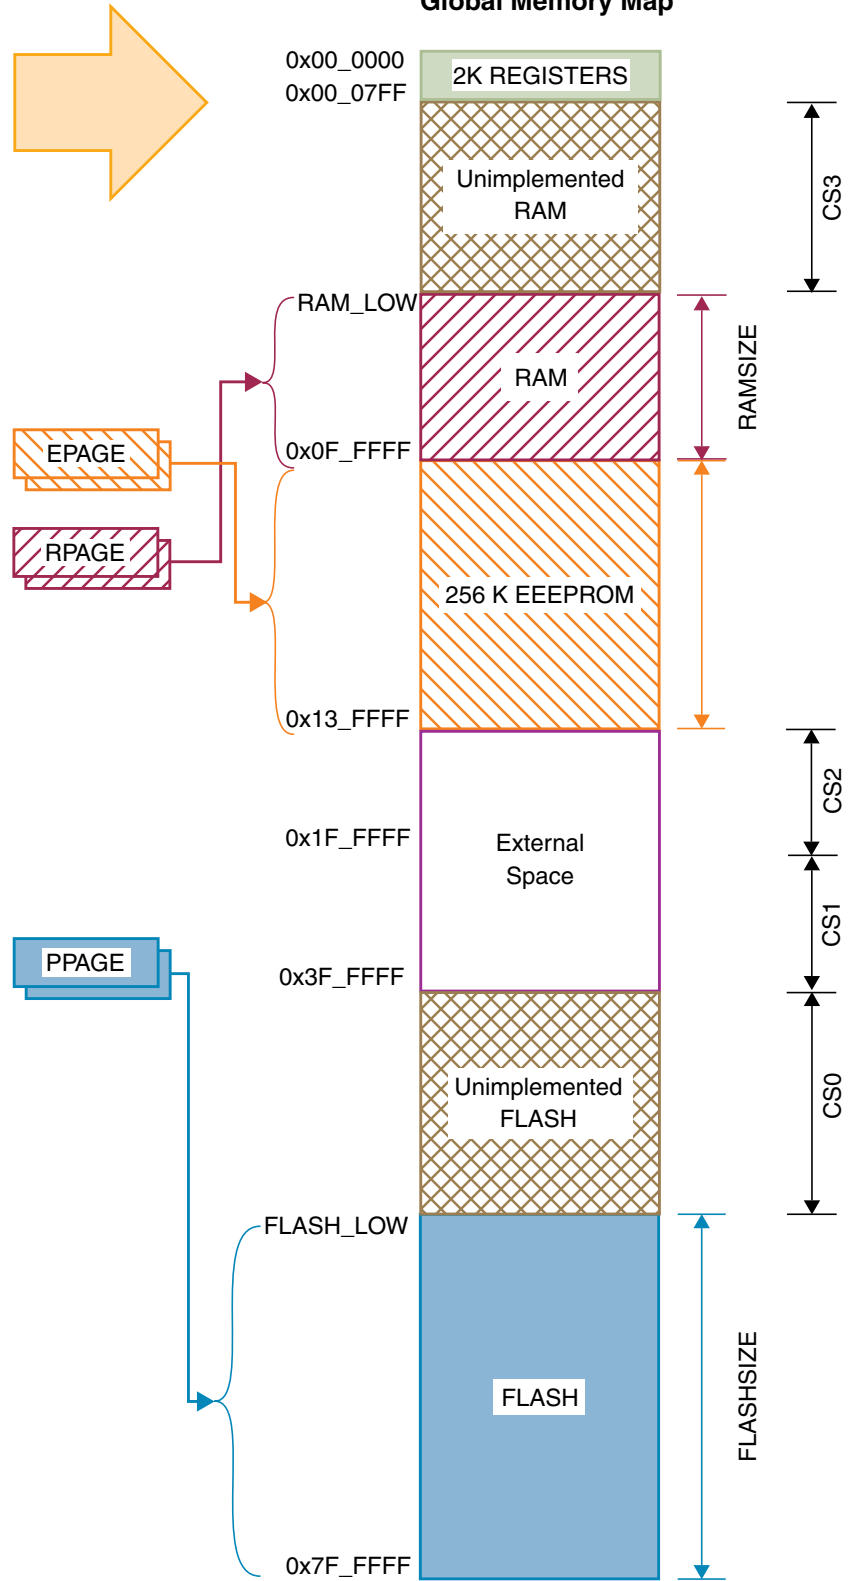 Global Memory Map
0x00_0000
2K REGISTERS
0x00_07FF
Unimplemented
RAM
CS3
RAM_LOW
RAM
RAMSIZE
0x0F_FFFF
EPAGE
RPAGE
256 K EEEPROM
0x13_FFFF
CS2
0x1F_FFFF
External
Space
CS1
PPAGE
0x3F_FFFF
Unimplemented
FLASH
CS0
FLASH_LOW
FLASH
FLASHSIZE
0x7F_FFFF